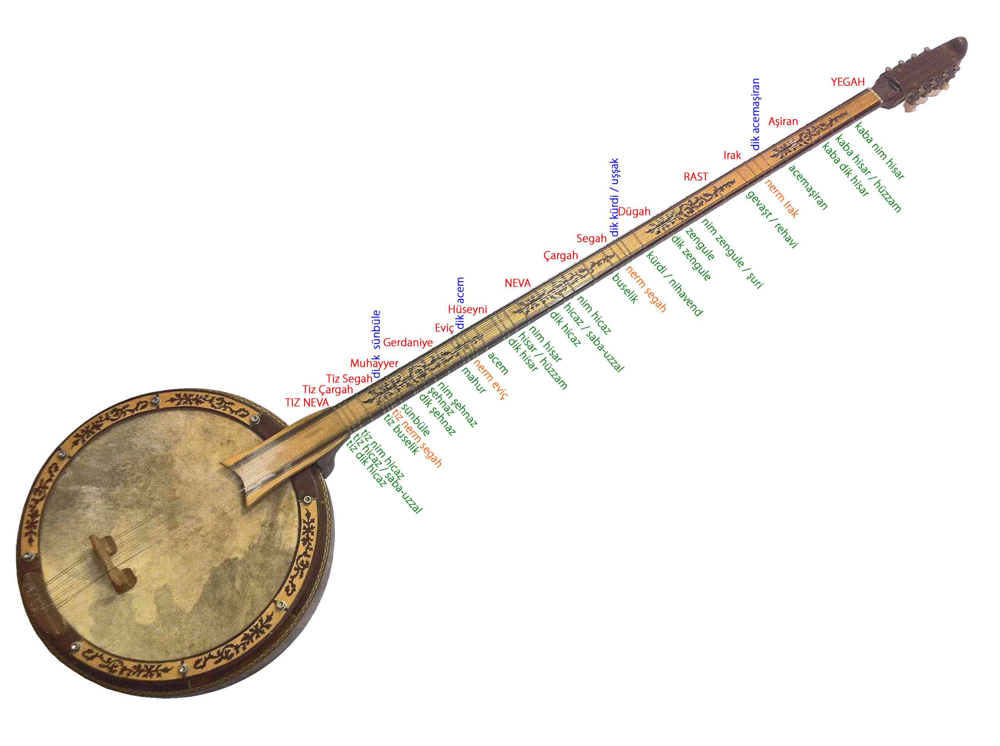 YEGAH
dik acemaşiran
Aşiran
Irak
RAST
dik kürdi / uşşak
Dügah
Segah
Çargah
NEVA
dik acem
Hüseyni
Eviç
dik sünbüle
Gerdaniye
Muhayyer
Tiz Segah
Tiz Çargah
TIZ NEVA
kaba nim hisar
kaba hisar / hüzzam
kaba dik hisar
acemaşiran
nerm Irak
gevaşt / rehavi
nim zengule / şuri
zengule
dik zengule
kürdi / nihavend
nerm segah
buselik
nim hicaz
hicaz / saba-uzzal
dik hicaz
nim hisar
hisar / hüzzam
dik hisar
acem
nerm eviç
mahur
nim şehnaz
şehnaz
dik şehnaz
sünbüle
tiz nerm segah
tiz buselik
tiz nim hicaz
tiz hicaz / saba-uzzal
tiz dik hicaz